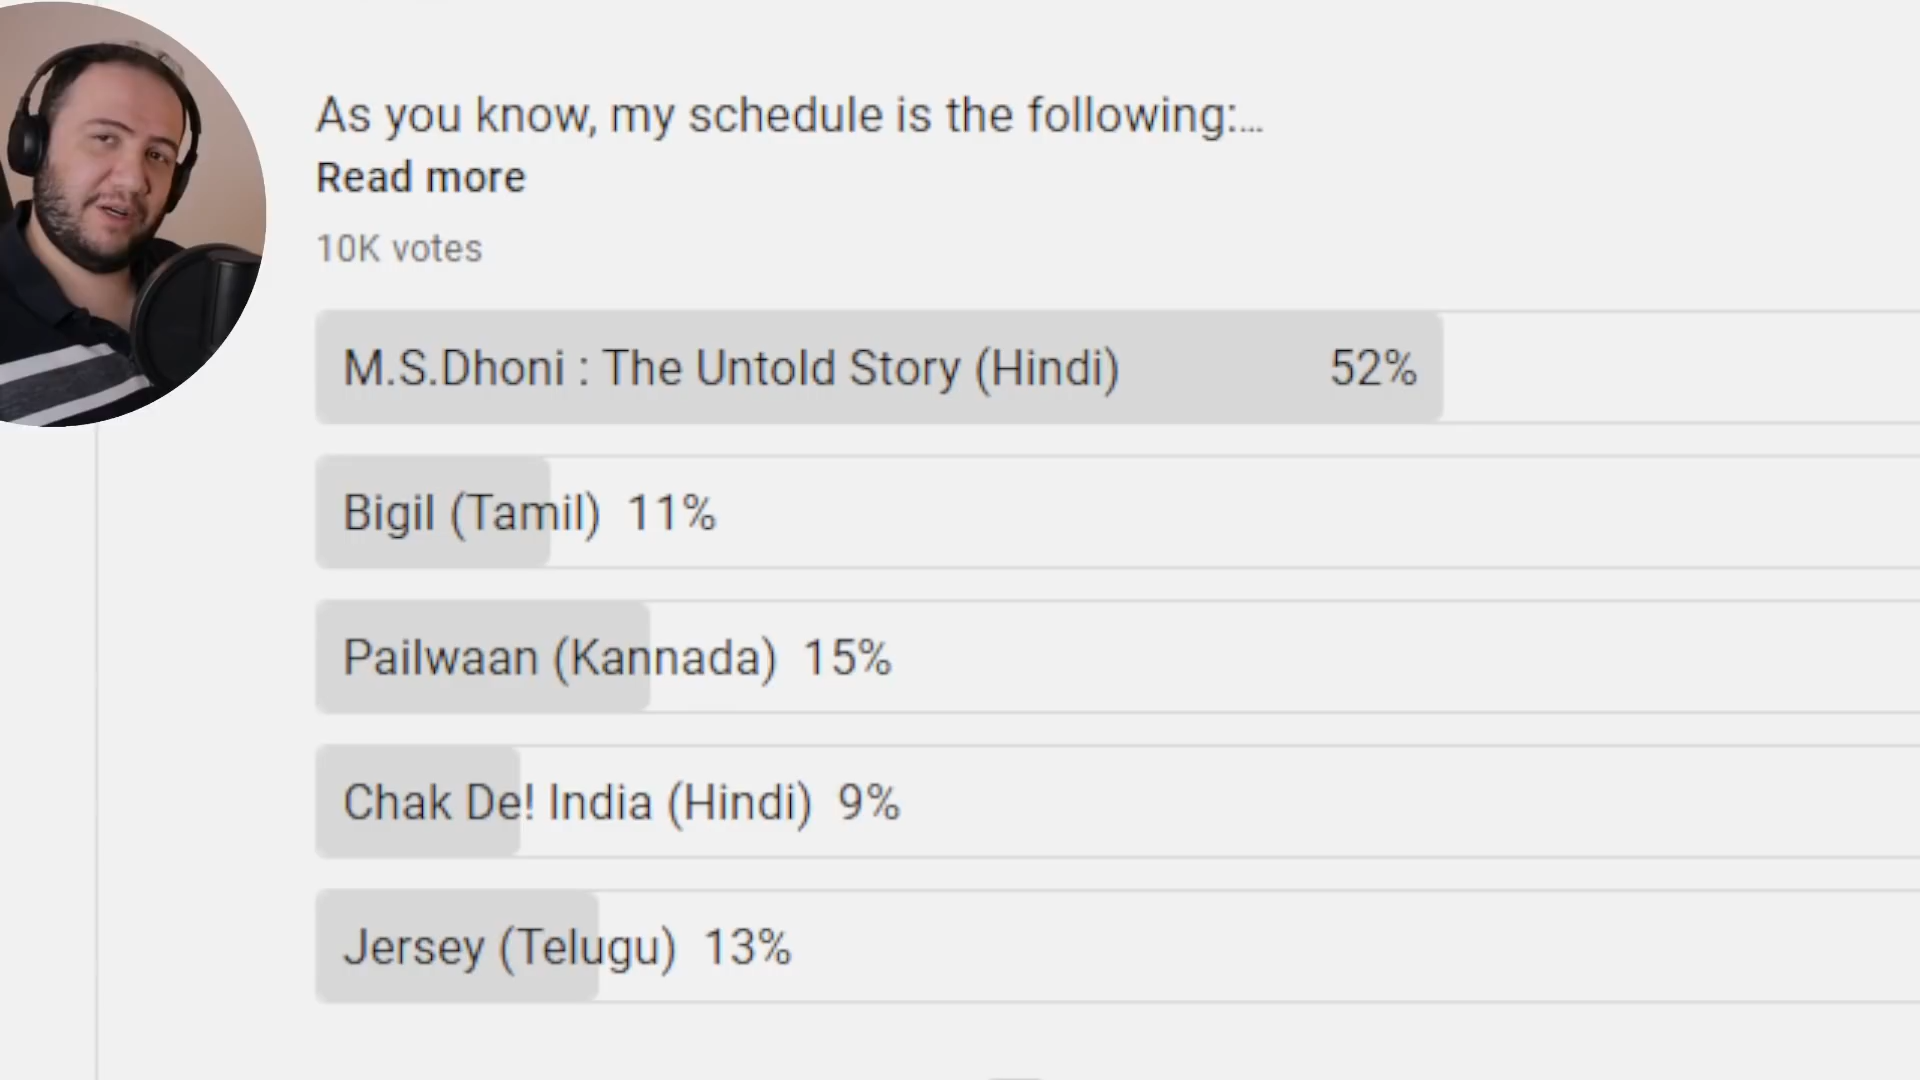 As you know, my schedule is the following:...
Read more
10K votes
M.S.Dhoni : The Untold Story (Hindi) 52%
Bigil (Tamil) 11%
Pailwaan (Kannada) 15%
Chak De! India (Hindi) 9%
Jersey (Telugu) 13%